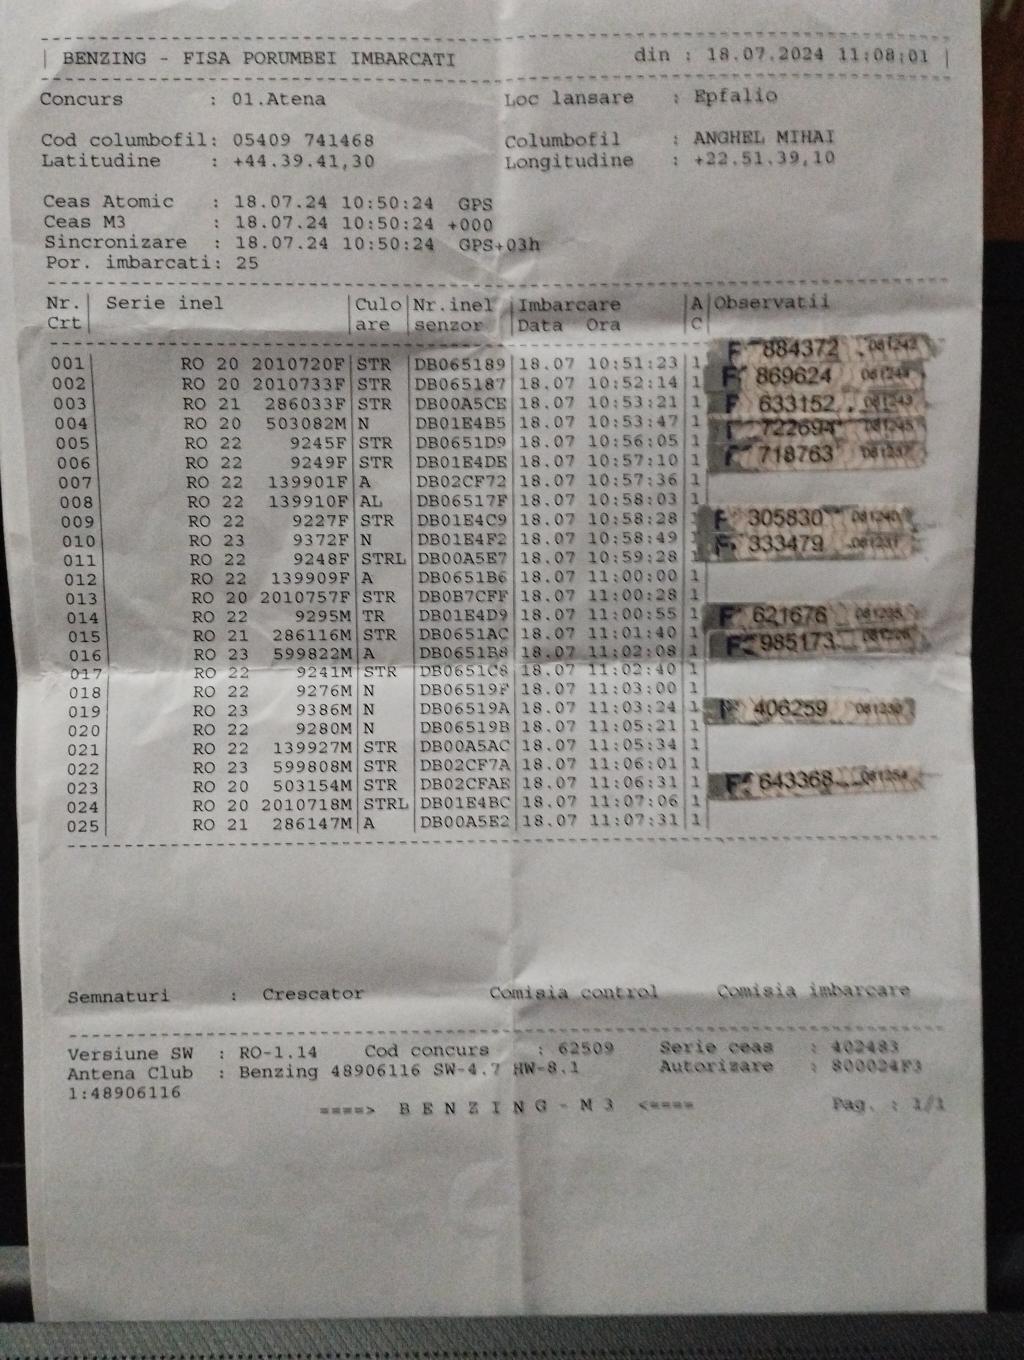 | BENZING - FISA PORUMBEI IMBARCATI din : 18.07.2024 11:08:01 |
Concurs : 01.Atena Loc lansare : Epfalio
Cod columbofil: 05409 741468 Columbofil : ANGHEL MIHAI
Latitudine : +44.39.41,30 Longitudine : +22.51.39,10
Ceas Atomic : 18.07.24 10:50:24 GPS
Ceas M3 : 18.07.24 10:50:24 +000
Sincronizare : 18.07.24 10:50:24 GPS+03h
Por. imbarcati: 25
Nr. | Serie inel | Culo | Nr.inel | Imbarcare | A | Observatii
Crt | | are | senzor | Data Ora | C |
001 | RO 20 2010720F | STR | DB065189 | 18.07 10:51:23 | 1 | F 884372 081242
002 | RO 20 2010733F | STR | DB065187 | 18.07 10:52:14 | 1 | F 869624 081244
003 | RO 21 286033F | STR | DB00A5CE | 18.07 10:53:21 | 1 | F 633152 081243
004 | RO 20 503082M | N | DB01E4B5 | 18.07 10:53:47 | 1 | F 722694 081245
005 | RO 22 9245F | STR | DB0651D9 | 18.07 10:56:05 | 1 | F 718763 081237
006 | RO 22 9249F | STR | DB01E4DE | 18.07 10:57:10 | 1 |
007 | RO 22 139901F | A | DB02CF72 | 18.07 10:57:36 | 1 |
008 | RO 22 139910F | AL | DB06517F | 18.07 10:58:03 | 1 |
009 | RO 22 9227F | STR | DB01E4C9 | 18.07 10:58:28 | 1 | F 305830 081240
010 | RO 23 9372F | N | DB01E4F2 | 18.07 10:58:49 | 1 | F 333479 081231
011 | RO 22 9248F | STRL | DB00A5E7 | 18.07 10:59:28 | 1 |
012 | RO 22 139909F | A | DB0651B6 | 18.07 11:00:00 | 1 |
013 | RO 20 2010757F | STR | DB0B7CFF | 18.07 11:00:28 | 1 |
014 | RO 22 9295M | TR | DB01E4D9 | 18.07 11:00:55 | 1 | F 621676
015 | RO 21 286116M | STR | DB0651AC | 18.07 11:01:40 | 1 | F 985173
016 | RO 23 599822M | A | DB0651B8 | 18.07 11:02:08 | 1 |
017 | RO 22 9241M | STR | DB0651C8 | 18.07 11:02:40 | 1 |
018 | RO 22 9276M | N | DB06519F | 18.07 11:03:00 | 1 |
019 | RO 23 9386M | N | DB06519A | 18.07 11:03:24 | 1 | F 406259
020 | RO 22 9280M | N | DB06519B | 18.07 11:05:21 | 1 |
021 | RO 22 139927M | STR | DB00A5AC | 18.07 11:05:34 | 1 |
022 | RO 23 599808M | STR | DB02CF7A | 18.07 11:06:01 | 1 |
023 | RO 20 503154M | STR | DB02CFAE | 18.07 11:06:31 | 1 | F 643368 081234
024 | RO 20 2010718M | STRL | DB01E4BC | 18.07 11:07:06 | 1 |
025 | RO 21 286147M | A | DB00A5E2 | 18.07 11:07:31 | 1 |
Semnaturi : Crescator Comisia control Comisia imbarcare
Versiune SW : RO-1.14 Cod concurs : 62509 Serie ceas : 402483
Antena Club : Benzing 48906116 SW-4.7 HW-8.1 Autorizare : 800024F3
1:48906116
====> B E N Z I N G - M 3 <==== Pag. : 1/1